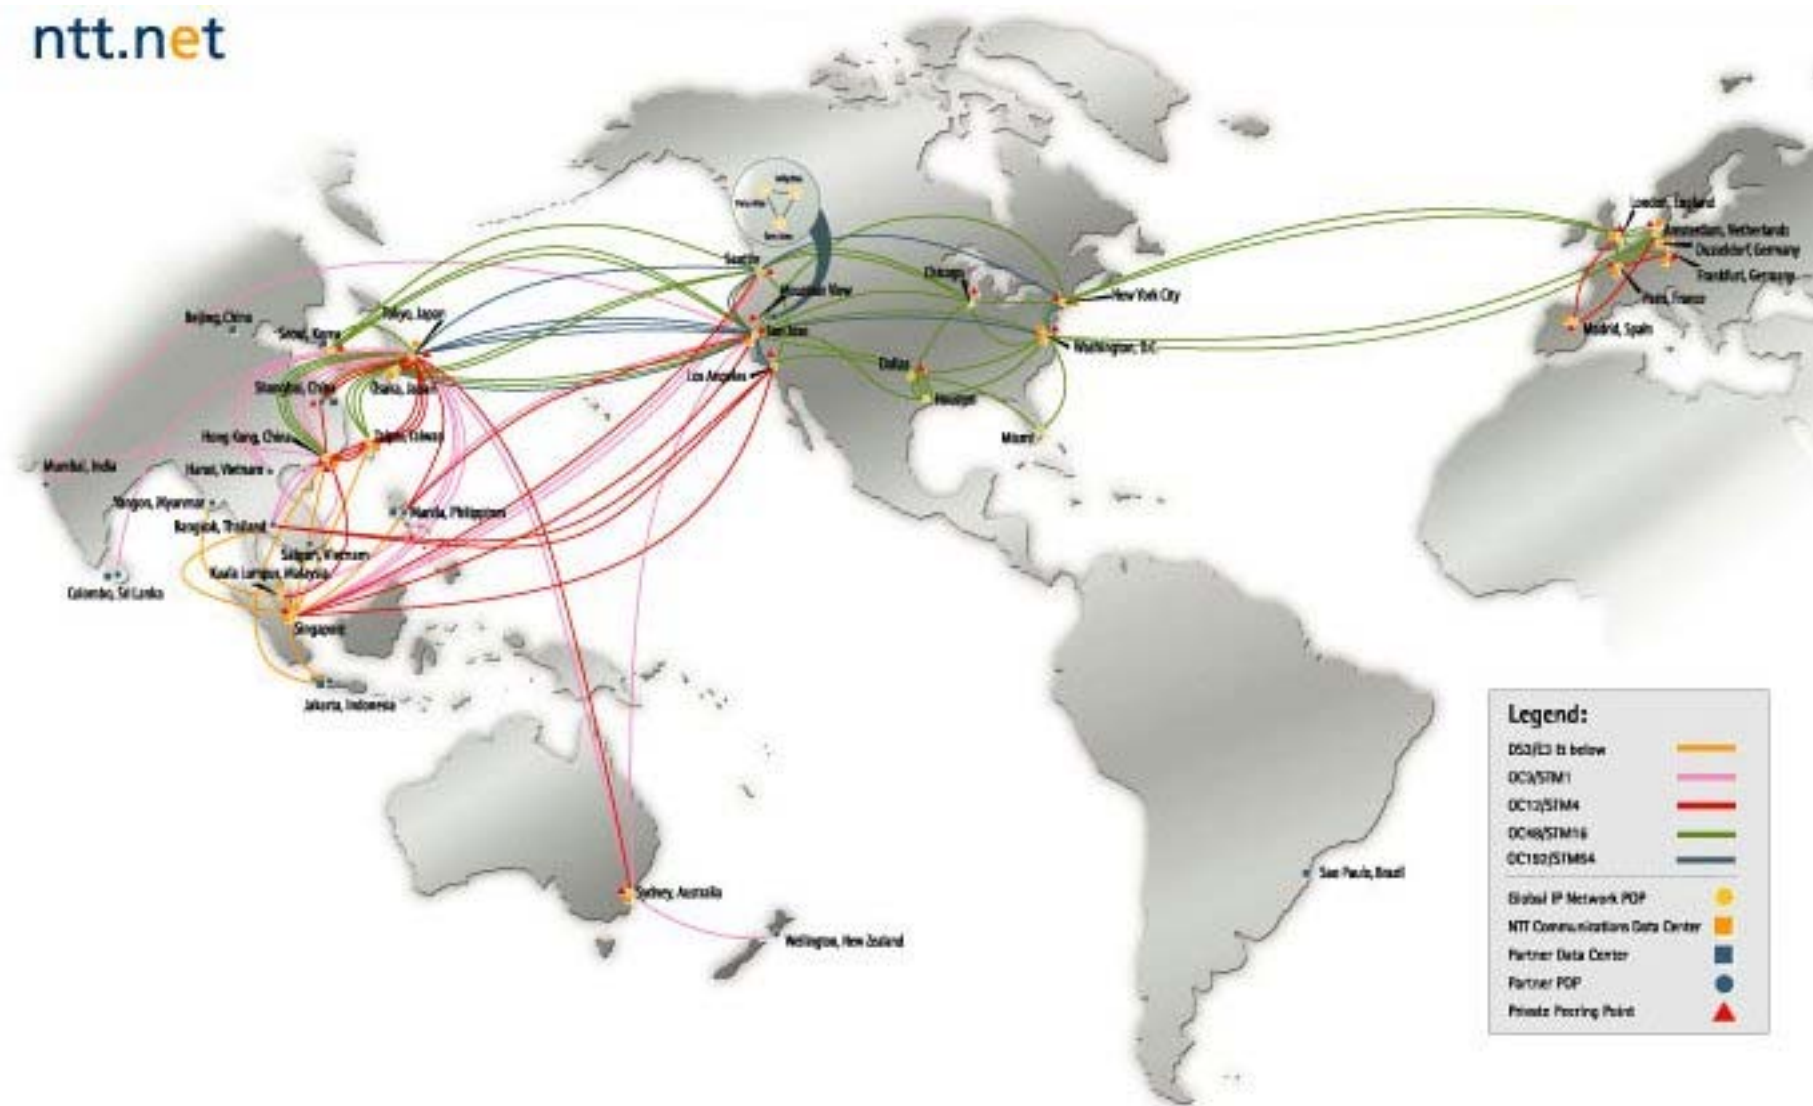 ntt.net
London, England
Amsterdam, Netherlands
Dusseldorf, Germany
Frankfurt, Germany
Paris, France
Madrid, Spain
Seattle
Mountain View
San Jose
Los Angeles
Chicago
New York City
Washington, D.C.
Dallas
Houston
Miami
Beijing, China
Tokyo, Japan
Seoul, Korea
Shanghai, China
Osaka, Japan
Hong Kong, China
Taipei, Taiwan
Mumbai, India
Hanoi, Vietnam
Yangon, Myanmar
Manila, Philippines
Bangkok, Thailand
Saigon, Vietnam
Kuala Lumpur, Malaysia
Colombo, Sri Lanka
Singapore
Jakarta, Indonesia
Sydney, Australia
Wellington, New Zealand
Sao Paulo, Brazil
Legend:
DS3/E3 & below
OC3/STM1
OC12/STM4
OC48/STM16
OC192/STM64
Global IP Network POP
NTT Communications Data Center
Partner Data Center
Partner POP
Private Peering Point